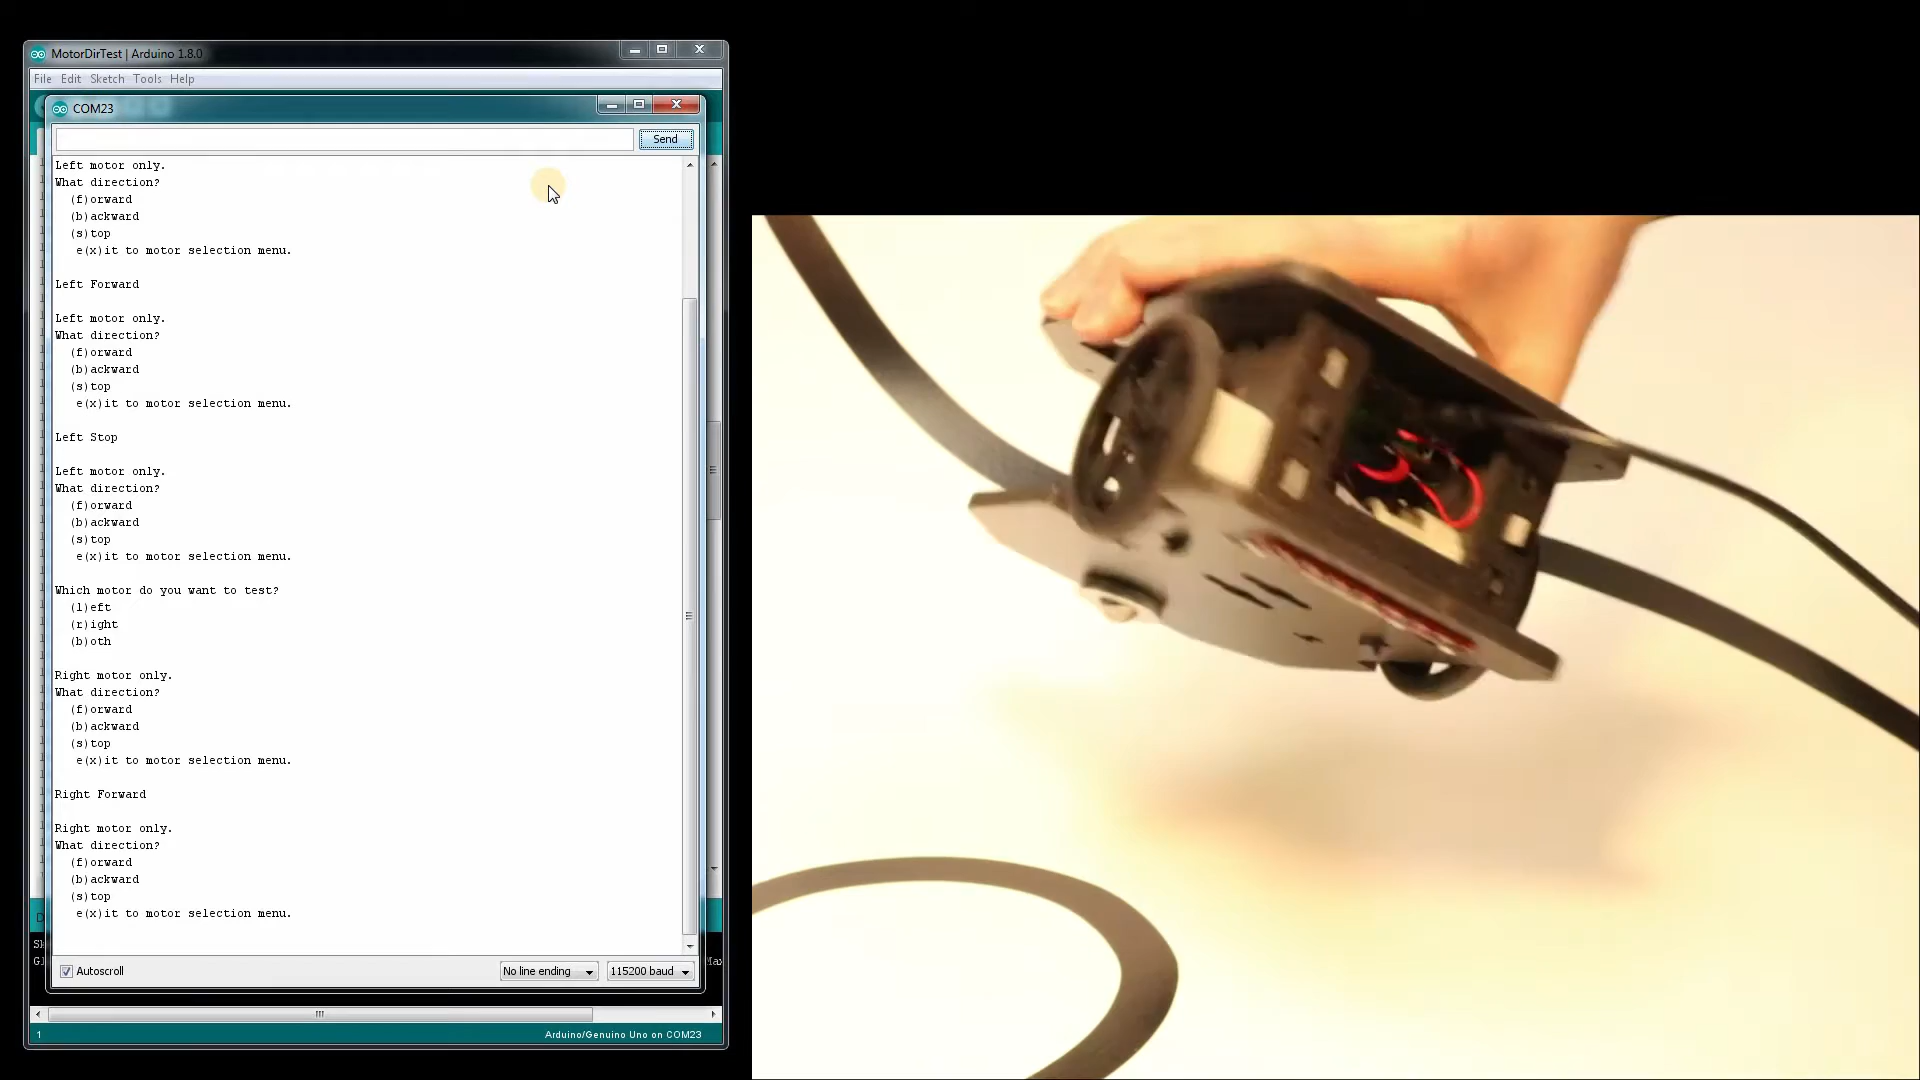 MotorDirTest | Arduino 1.8.0
File Edit Sketch Tools Help
COM23
Send
Left motor only.
What direction?
(f)orward
(b)ackward
(s)top
e(x)it to motor selection menu.
Left Forward
Left motor only.
What direction?
(f)orward
(b)ackward
(s)top
e(x)it to motor selection menu.
Left Stop
Left motor only.
What direction?
(f)orward
(b)ackward
(s)top
e(x)it to motor selection menu.
Which motor do you want to test?
(l)eft
(r)ight
(b)oth
Right motor only.
What direction?
(f)orward
(b)ackward
(s)top
e(x)it to motor selection menu.
Right Forward
Right motor only.
What direction?
(f)orward
(b)ackward
(s)top
e(x)it to motor selection menu.
Autoscroll
No line ending
115200 baud
1
Arduino/Genuino Uno on COM23